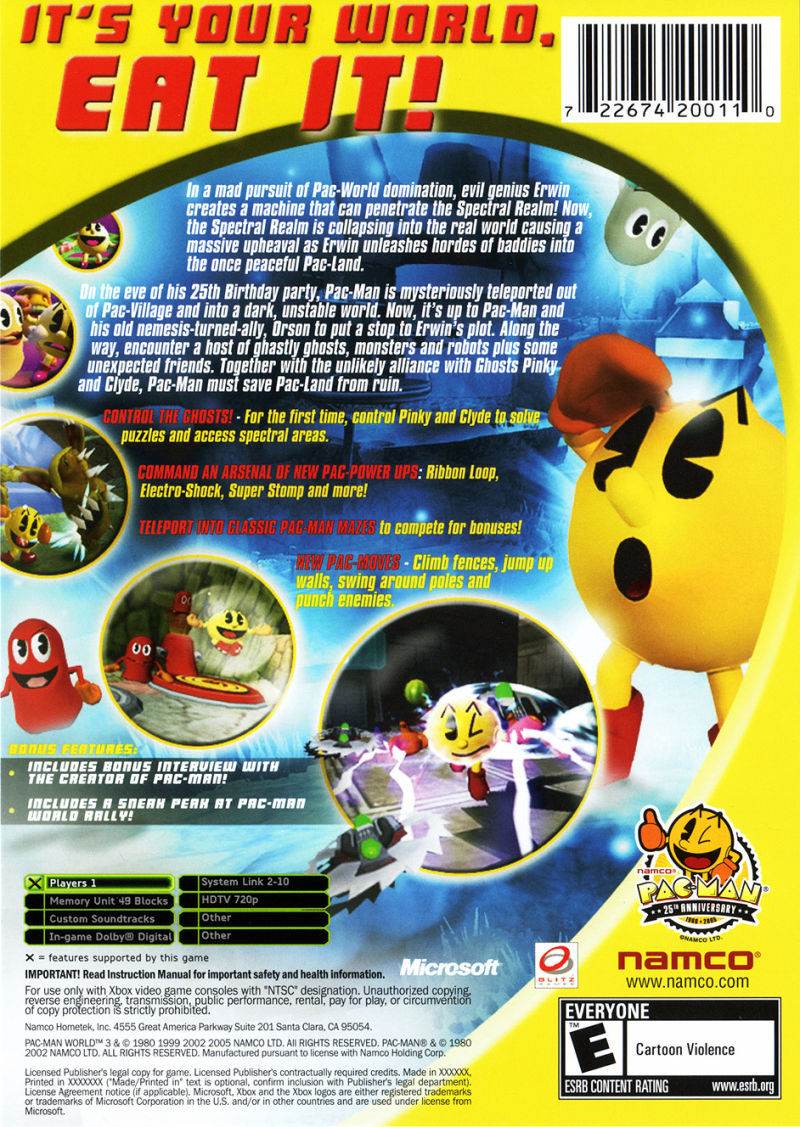 IT'S YOUR WORLD,
EAT IT!
7 22674 20011 0
In a mad pursuit of Pac-World domination, evil genius Erwin
creates a machine that can penetrate the Spectral Realm! Now,
the Spectral Realm is collapsing into the real world causing a
massive upheaval as Erwin unleashes hordes of baddies into
the once peaceful Pac-Land.
On the eve of his 25th Birthday party, Pac-Man is mysteriously teleported out
of Pac-Village and into a dark, unstable world. Now, it's up to Pac-Man and
his old nemesis-turned-ally, Orson to put a stop to Erwin's plot. Along the
way, encounter a host of ghastly ghosts, monsters and robots plus some
unexpected friends. Together with the unlikely alliance with Ghosts Pinky
and Clyde, Pac-Man must save Pac-Land from ruin.
CONTROL THE GHOSTS! - For the first time, control Pinky and Clyde to solve
puzzles and access spectral areas.
COMMAND AN ARSENAL OF NEW PAC-POWER UPS: Ribbon Loop,
Electro-Shock, Super Stomp and more!
TELEPORT INTO CLASSIC PAC-MAN MAZES to compete for bonuses!
NEW PAC-MOVES - Climb fences, jump up
walls, swing around poles and
punch enemies.
BONUS FEATURES:
• INCLUDES BONUS INTERVIEW WITH
THE CREATOR OF PAC-MAN!
• INCLUDES A SNEAK PEAK AT PAC-MAN
WORLD RALLY!
X Players 1
Memory Unit 49 Blocks
Custom Soundtracks
In-game Dolby® Digital
System Link 2-10
HDTV 720p
Other
Other
X = features supported by this game
IMPORTANT! Read Instruction Manual for important safety and health information.
For use only with Xbox video game consoles with "NTSC" designation. Unauthorized copying,
reverse engineering, transmission, public performance, rental, pay for play, or circumvention
of copy protection is strictly prohibited.
Namco Hometek, Inc. 4555 Great America Parkway Suite 201 Santa Clara, CA 95054.
PAC-MAN WORLD™ 3 & © 1980 1999 2002 2005 NAMCO LTD. All RIGHTS RESERVED. PAC-MAN® & © 1980
2002 NAMCO LTD. ALL RIGHTS RESERVED. Manufactured pursuant to license with Namco Holding Corp.
Licensed Publisher's legal copy for game. Licensed Publisher's contractually required credits. Made in XXXXXX,
Printed in XXXXXXX ("Made/Printed in" text is optional, confirm inclusion with Publisher's legal department).
License Agreement notice (if applicable). Microsoft, Xbox and the Xbox logos are either registered trademarks
or trademarks of Microsoft Corporation in the U.S. and/or in other countries and are used under license from
Microsoft.
Microsoft
BLITZ
GAMES
namco®
PAC-MAN®
25TH ANNIVERSARY
1980 • 2005
©NAMCO LTD.
namco®
www.namco.com
EVERYONE
E
TM
Cartoon Violence
ESRB CONTENT RATING
www.esrb.org